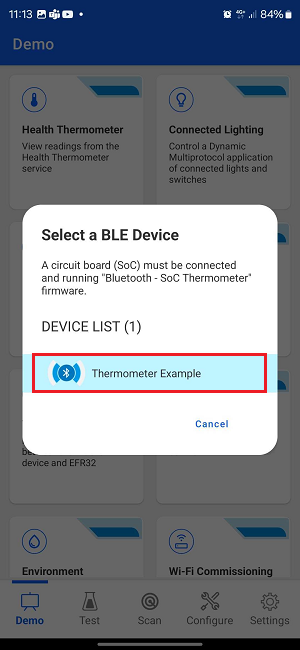 11:13
4G+
84%
Demo
Health Thermometer
View readings from the
Health Thermometer
service
Connected Lighting
Control a Dynamic
Multiprotocol application
of connected lights and
switches
Select a BLE Device
A circuit board (SoC) must be connected
and running "Bluetooth - SoC Thermometer"
firmware.
DEVICE LIST (1)
Thermometer Example
Cancel
device and EFR32
Environment
Wi-Fi Commissioning
Demo
Test
Scan
Configure
Settings